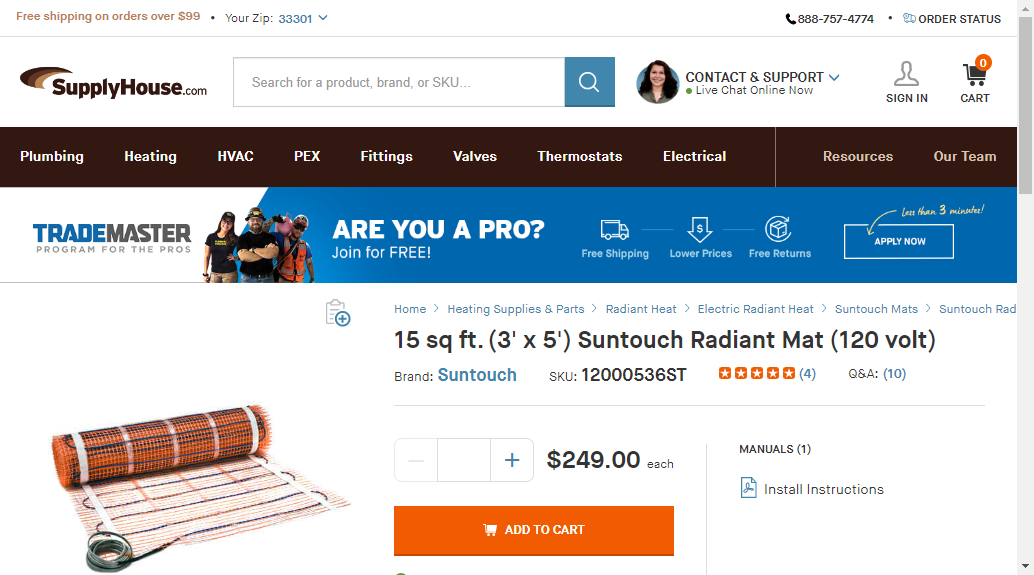 Free shipping on orders over $99 • Your Zip: 33301
888-757-4774 • ORDER STATUS
SupplyHouse.com
Search for a product, brand, or SKU...
CONTACT & SUPPORT
Live Chat Online Now
SIGN IN
0
CART
Plumbing Heating HVAC PEX Fittings Valves Thermostats Electrical Resources Our Team
TRADEMASTER
PROGRAM FOR THE PROS
ARE YOU A PRO?
Join for FREE!
Free Shipping
$
Lower Prices
Free Returns
Less than 3 minutes!
APPLY NOW
Home > Heating Supplies & Parts > Radiant Heat > Electric Radiant Heat > Suntouch Mats > Suntouch Rad
15 sq ft. (3' x 5') Suntouch Radiant Mat (120 volt)
Brand: Suntouch SKU: 12000536ST (4) Q&A: (10)
— + $249.00 each
ADD TO CART
MANUALS (1)
Install Instructions